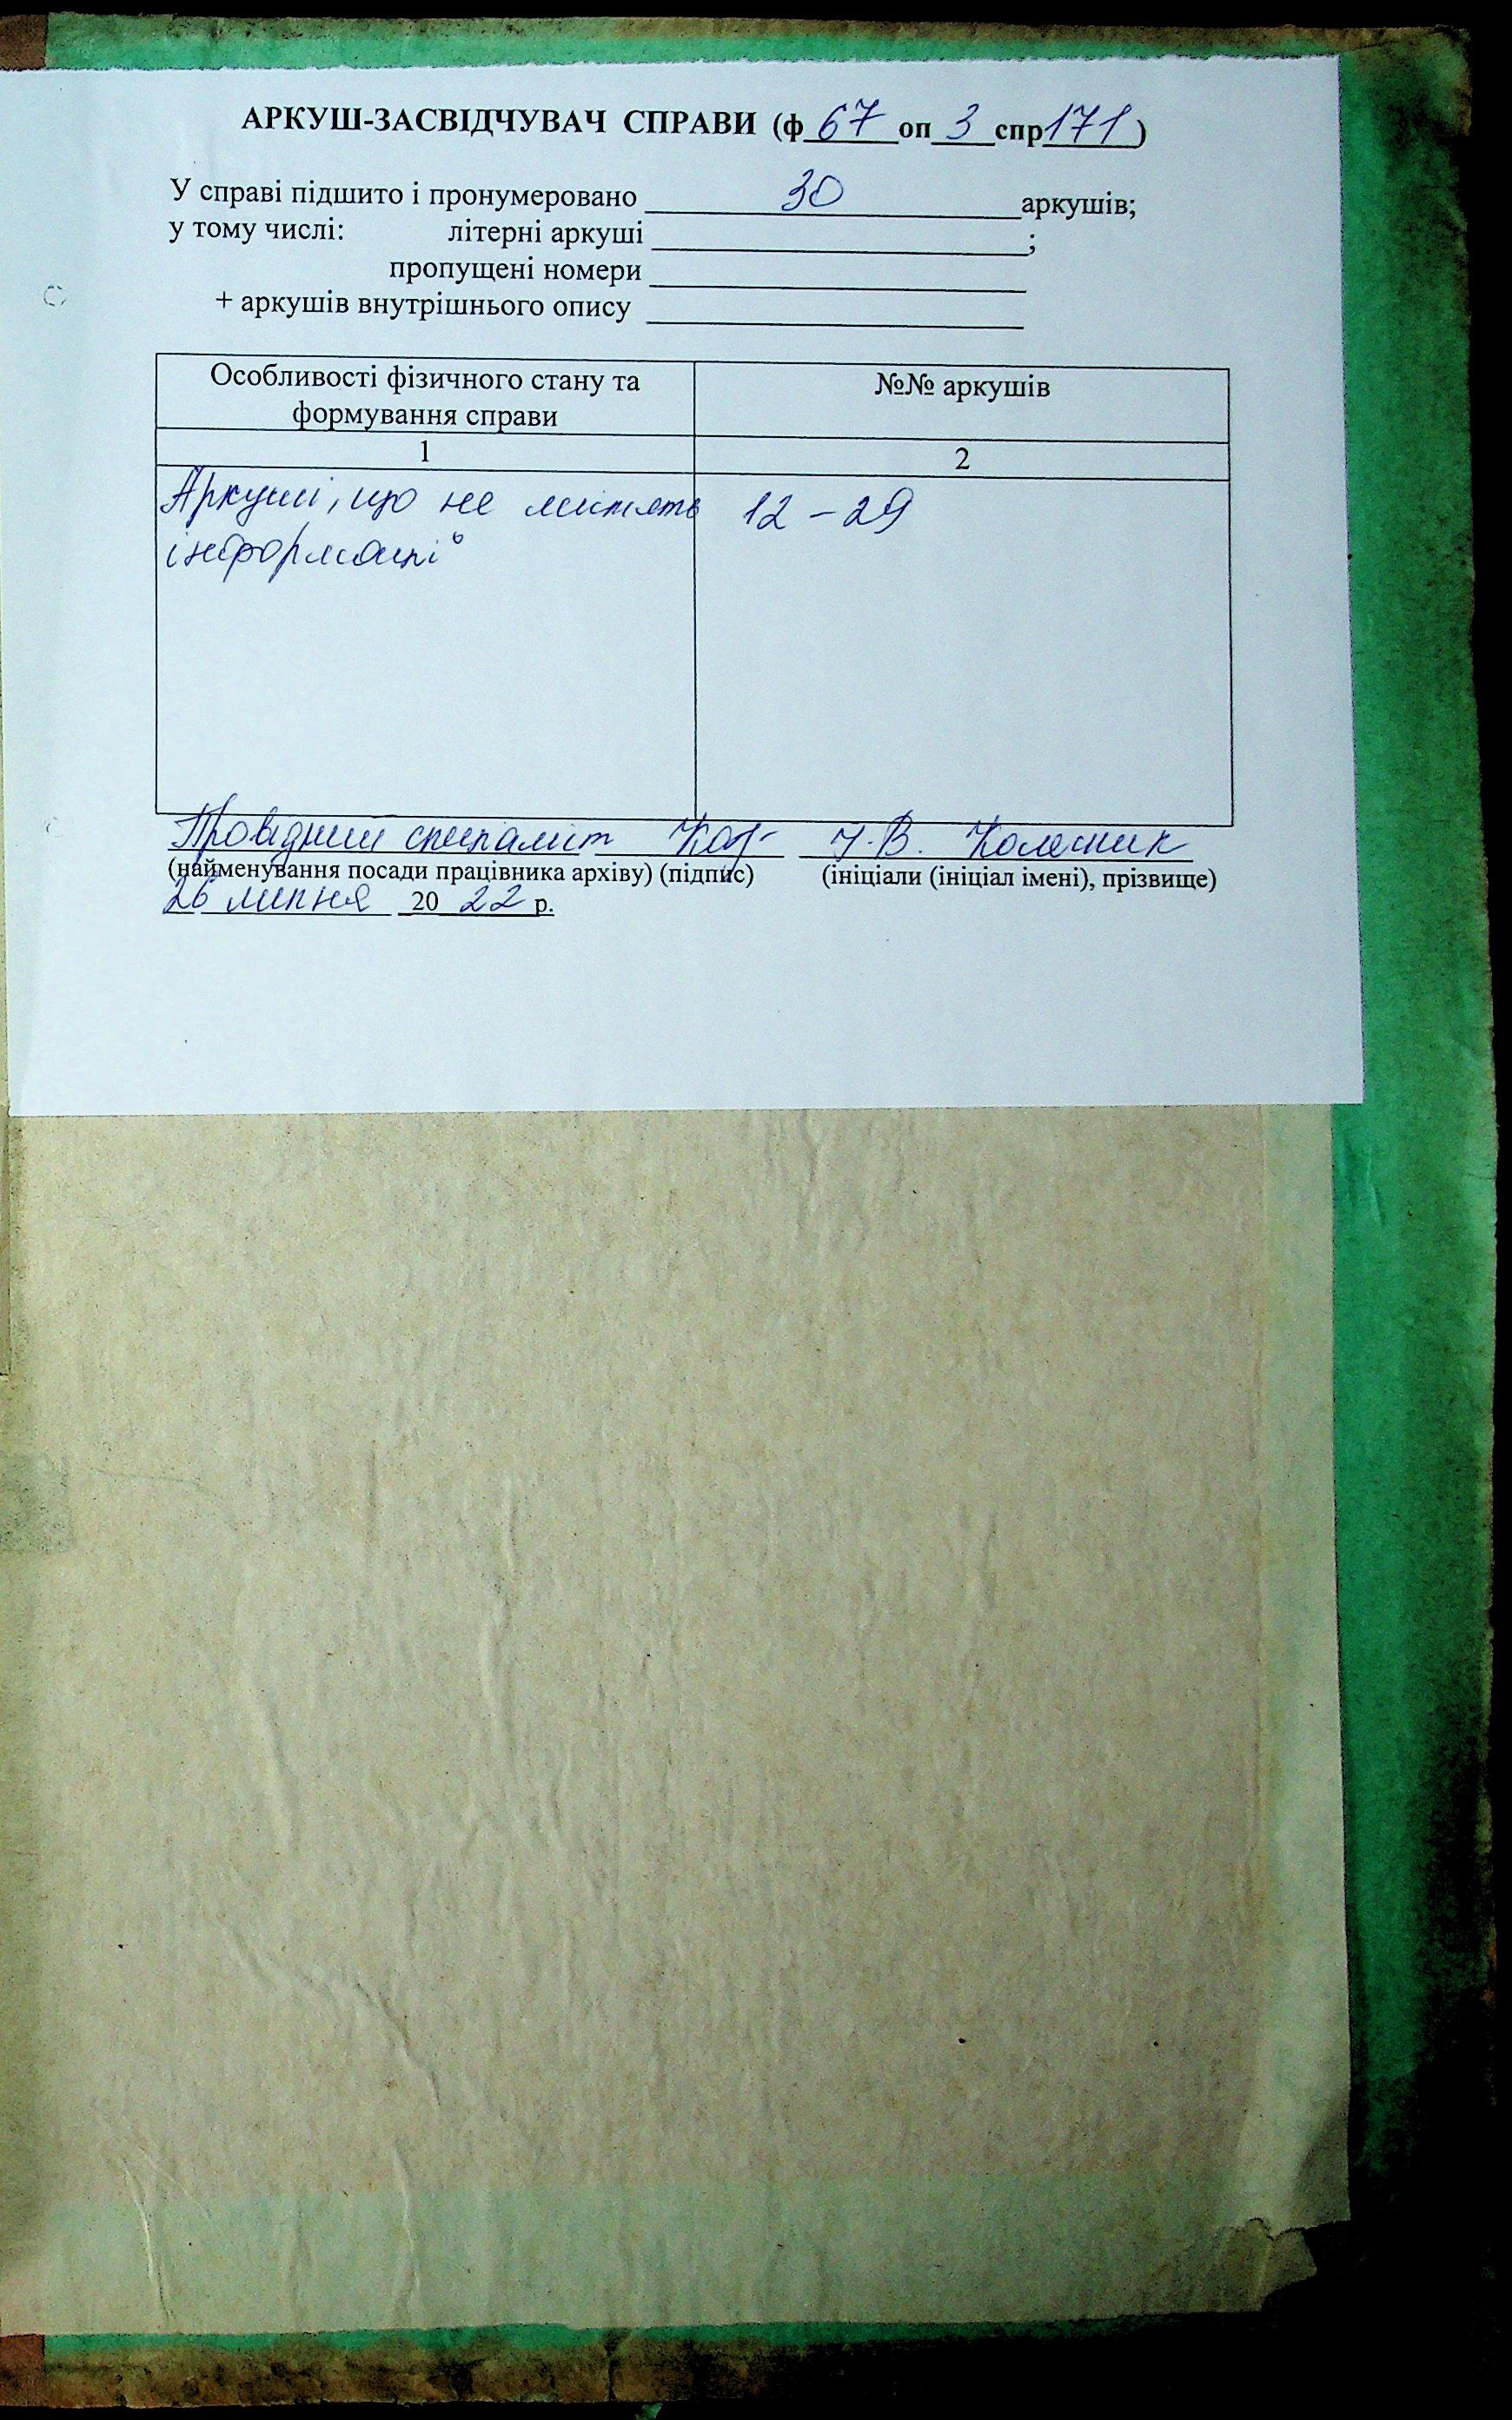 АРКУШ-ЗАСВІДЧУВАЧ СПРАВИ (ф 67 оп 3 спр 171)
У справі підшито і пронумеровано 30 аркушів;
у тому числі: літерні аркуші ;
пропущені номери
+ аркушів внутрішнього опису
Особливості фізичного стану та формування справи
№№ аркушів
1
2
Аркуші, що не містять 12 - 29
інформації
Провідний спеціаліст В. Колесник
(найменування посади працівника архіву) (підпис) (ініціали (ініціал імені), прізвище)
26 липня 20 22 р.